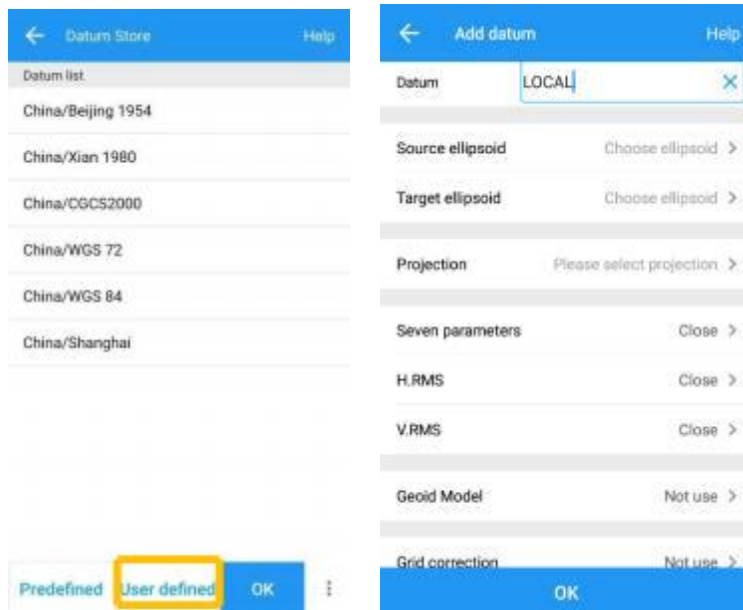 Datum Store
Help
Datum list
China/Beijing 1954
China/Xian 1980
China/CGCS2000
China/WGS 72
China/WGS 84
China/Shanghai
Predefined
User defined
OK
Add datum
Help
Datum
LOCAL
Source ellipsoid
Choose ellipsoid
Target ellipsoid
Choose ellipsoid
Projection
Please select projection
Seven parameters
Close
H.RMS
Close
V.RMS
Close
Geoid Model
Not use
Grid correction
Not use
OK